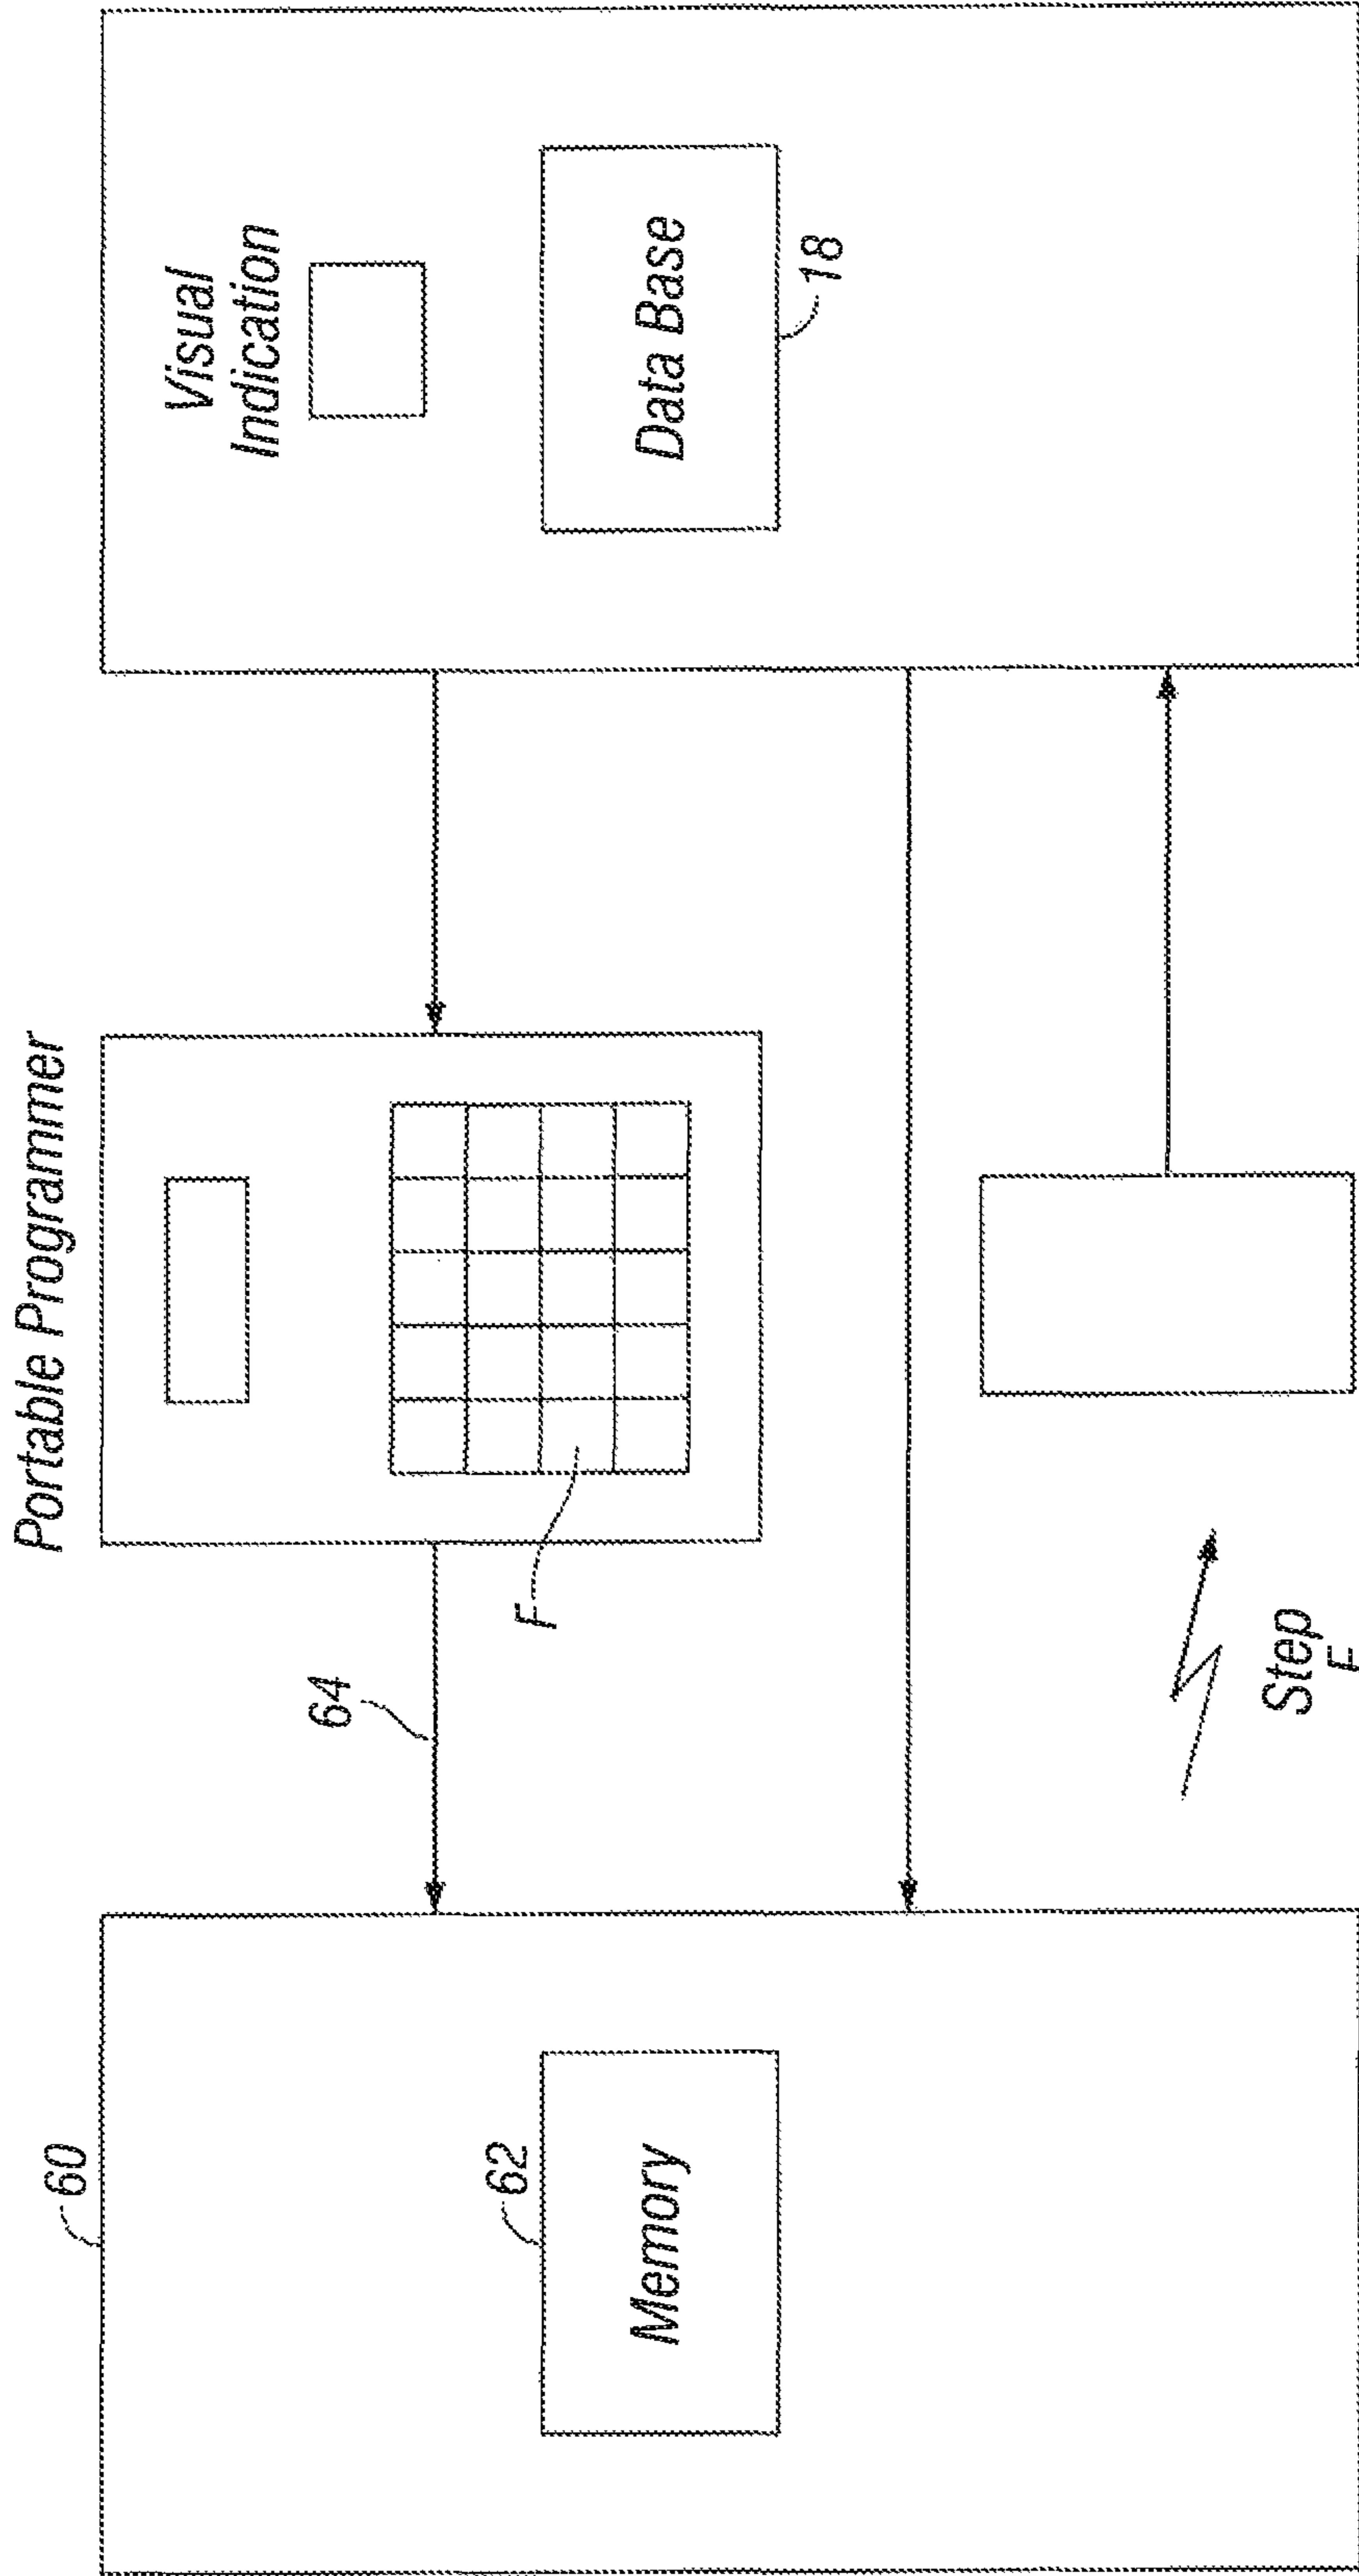 Portable Programmer
60
Visual
Indication
64
62
F
Memory
Data Base
18
Step